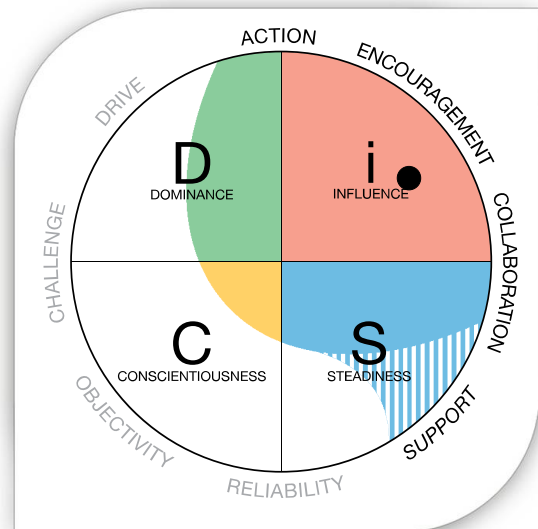 ACTION
DRIVE
ENCOURAGEMENT
D
DOMINANCE
i
INFLUENCE
CHALLENGE
COLLABORATION
C
CONSCIENTIOUSNESS
S
STEADINESS
OBJECTIVITY
SUPPORT
RELIABILITY